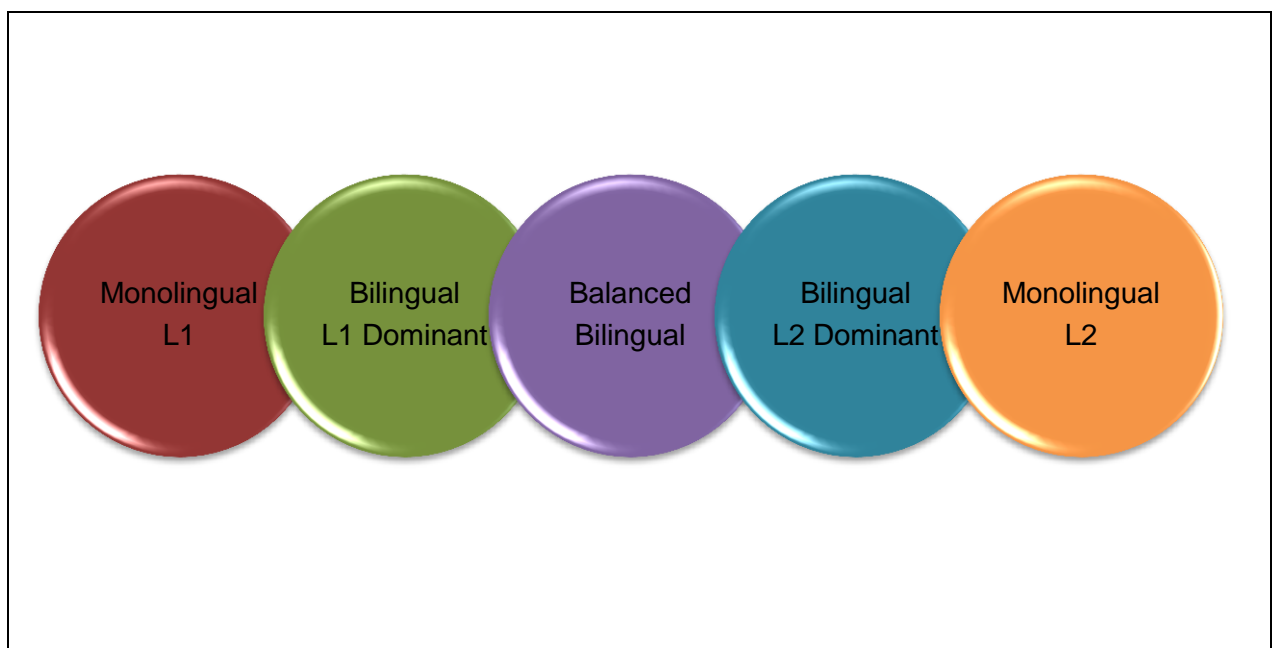 Monolingual
L1
Bilingual
L1 Dominant
Balanced
Bilingual
Bilingual
L2 Dominant
Monolingual
L2